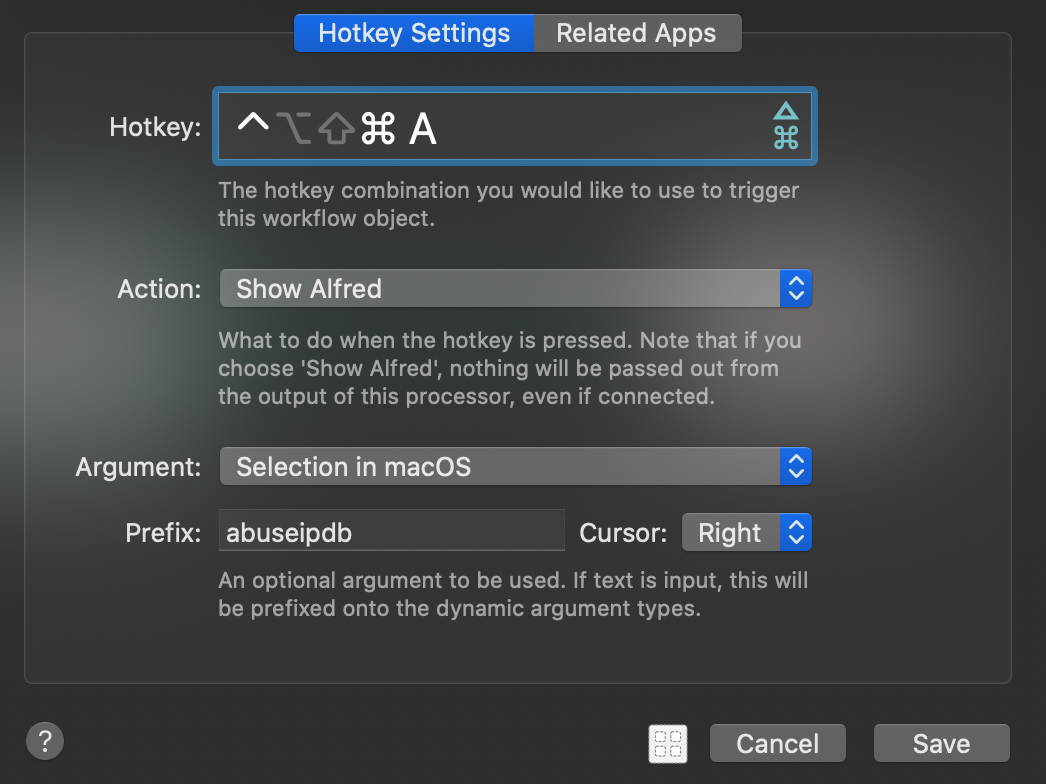 Hotkey Settings Related Apps
Hotkey: ⌃⌥⇧⌘ A
⌘
The hotkey combination you would like to use to trigger
this workflow object.
Action: Show Alfred
What to do when the hotkey is pressed. Note that if you
choose 'Show Alfred', nothing will be passed out from
the output of this processor, even if connected.
Argument: Selection in macOS
Prefix: abuseipdb Cursor: Right
An optional argument to be used. If text is input, this will
be prefixed onto the dynamic argument types.
? Cancel Save